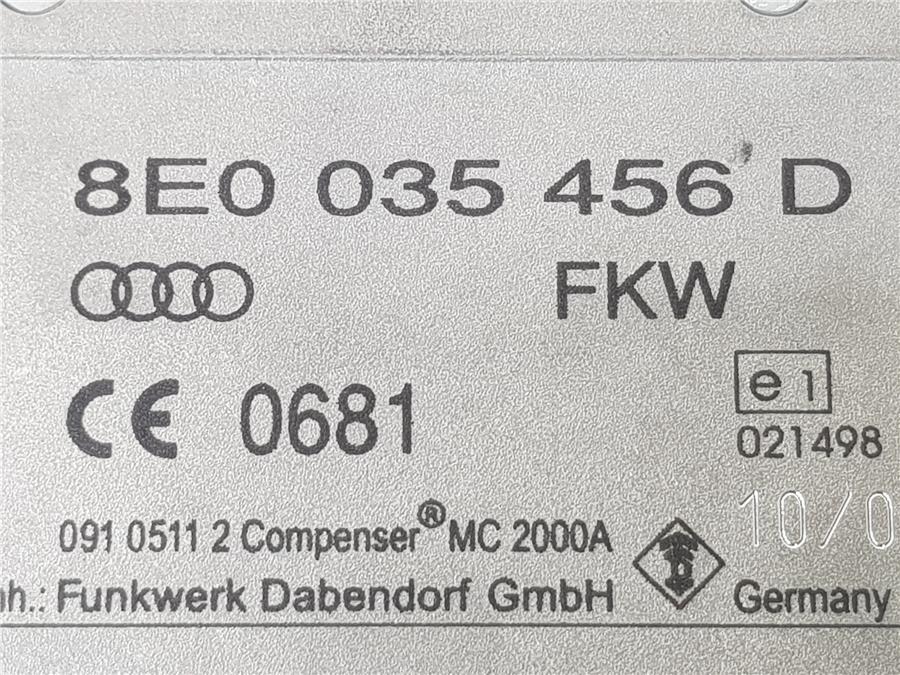 8E0 035 456 D
FKW
CE 0681
e1
021498
10/0
091 0511 2 Compenser® MC 2000A
nh.: Funkwerk Dabendorf GmbH D Germany